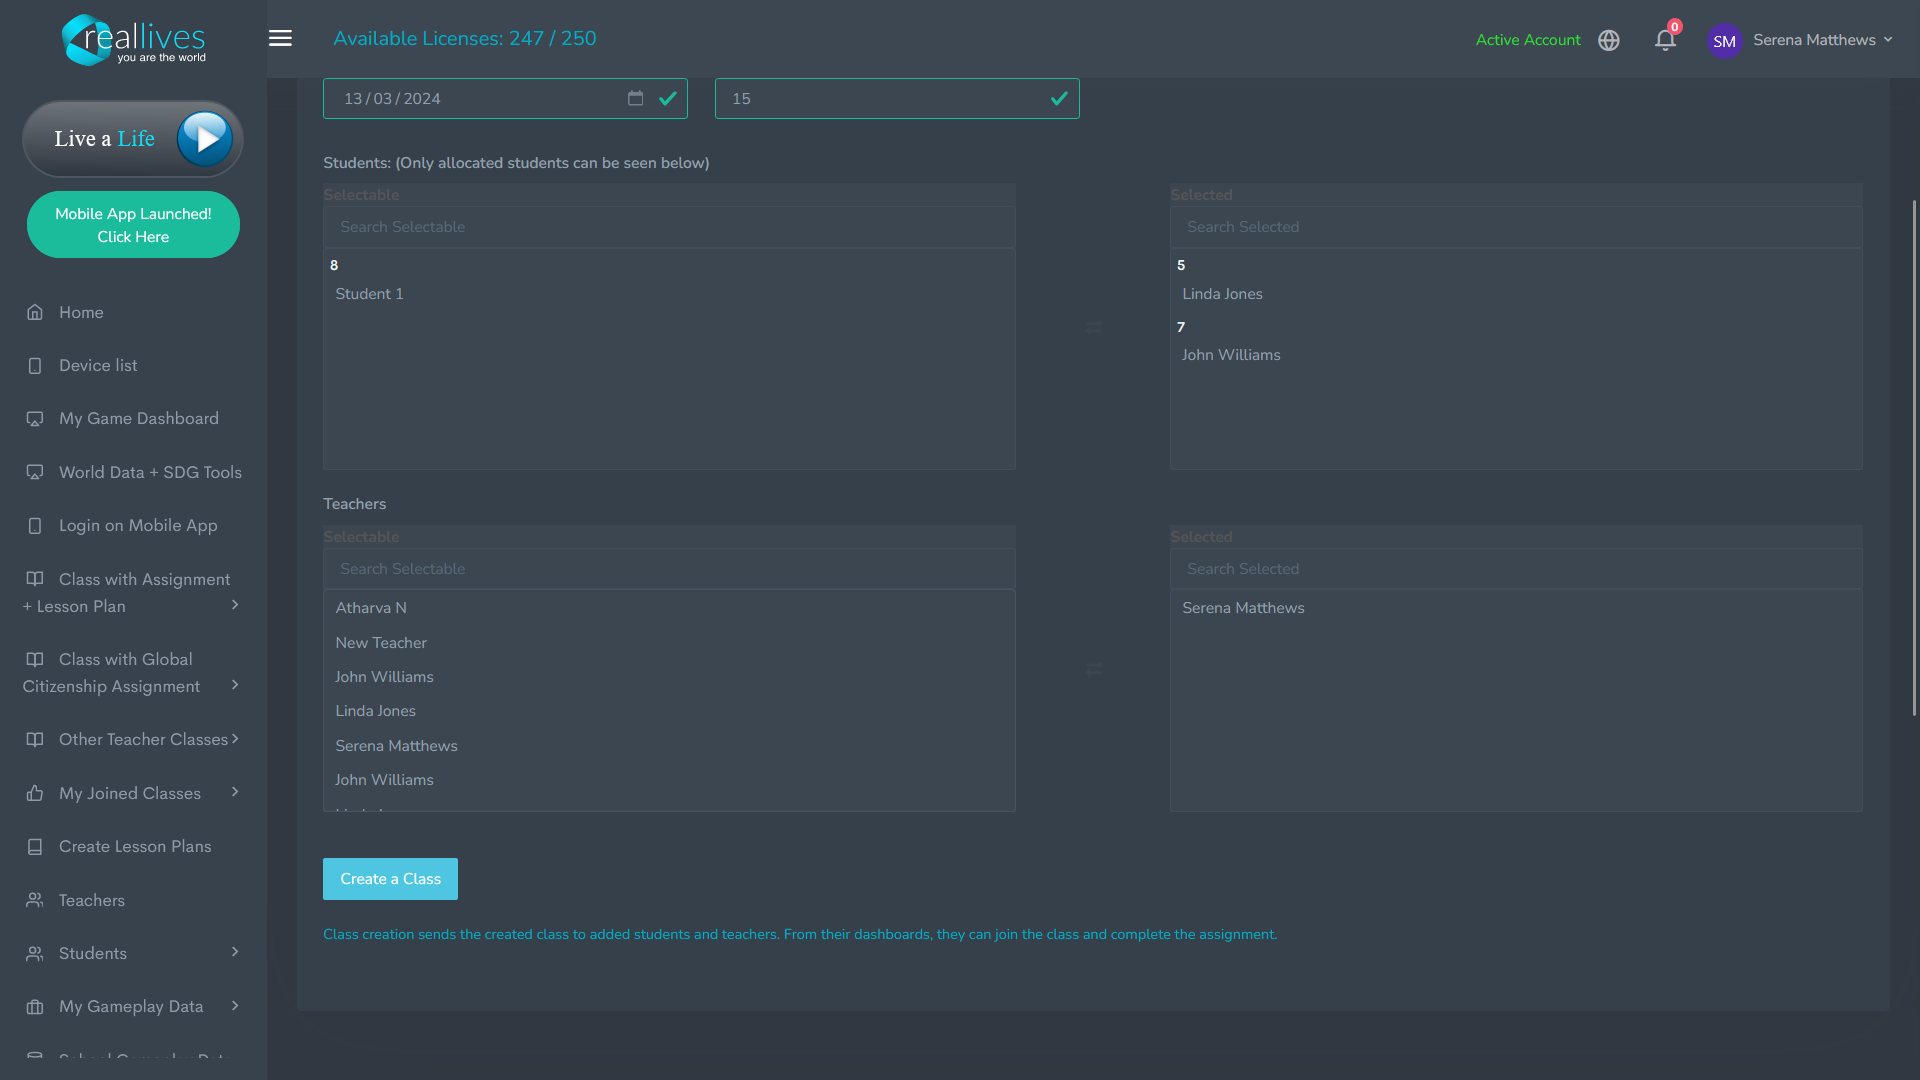 reallives
you are the world
Available Licenses: 247 / 250
Active Account
0
SM
Serena Matthews
Live a Life
Mobile App Launched!
Click Here
Home
Device list
My Game Dashboard
World Data + SDG Tools
Login on Mobile App
Class with Assignment
+ Lesson Plan
Class with Global
Citizenship Assignment
Other Teacher Classes
My Joined Classes
Create Lesson Plans
Teachers
Students
My Gameplay Data
School Gameplay Data
13 / 03 / 2024
15
Students: (Only allocated students can be seen below)
Selectable
Search Selectable
8
Student 1
Selected
Search Selected
5
Linda Jones
7
John Williams
Teachers
Selectable
Search Selectable
Atharva N
New Teacher
John Williams
Linda Jones
Serena Matthews
John Williams
Selected
Search Selected
Serena Matthews
Create a Class
Class creation sends the created class to added students and teachers. From their dashboards, they can join the class and complete the assignment.